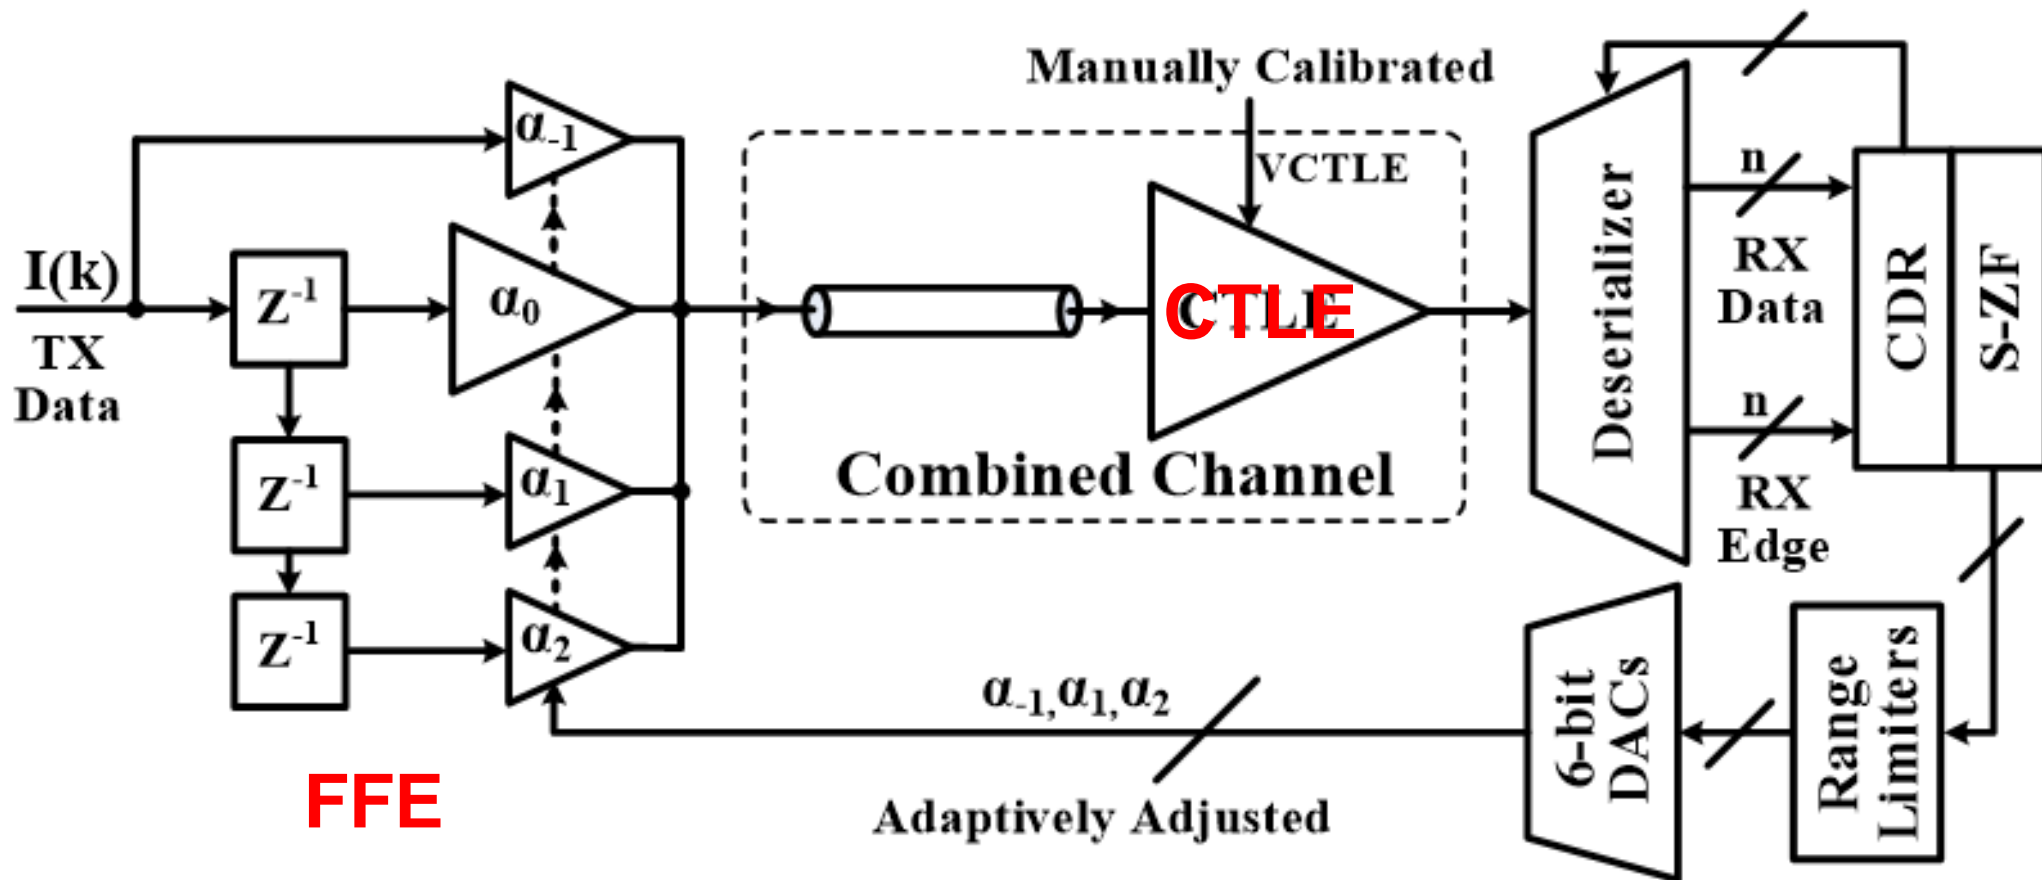 Manually Calibrated
VCTLE
α-1
I(k)
TX
Data
Z-1
α0
CTLE
Combined Channel
Z-1
α1
Z-1
α2
Deserializer
n
RX
Data
n
RX
Edge
CDR
S-ZF
Range
Limiters
6-bit
DACs
α-1,α1,α2
Adaptively Adjusted
FFE